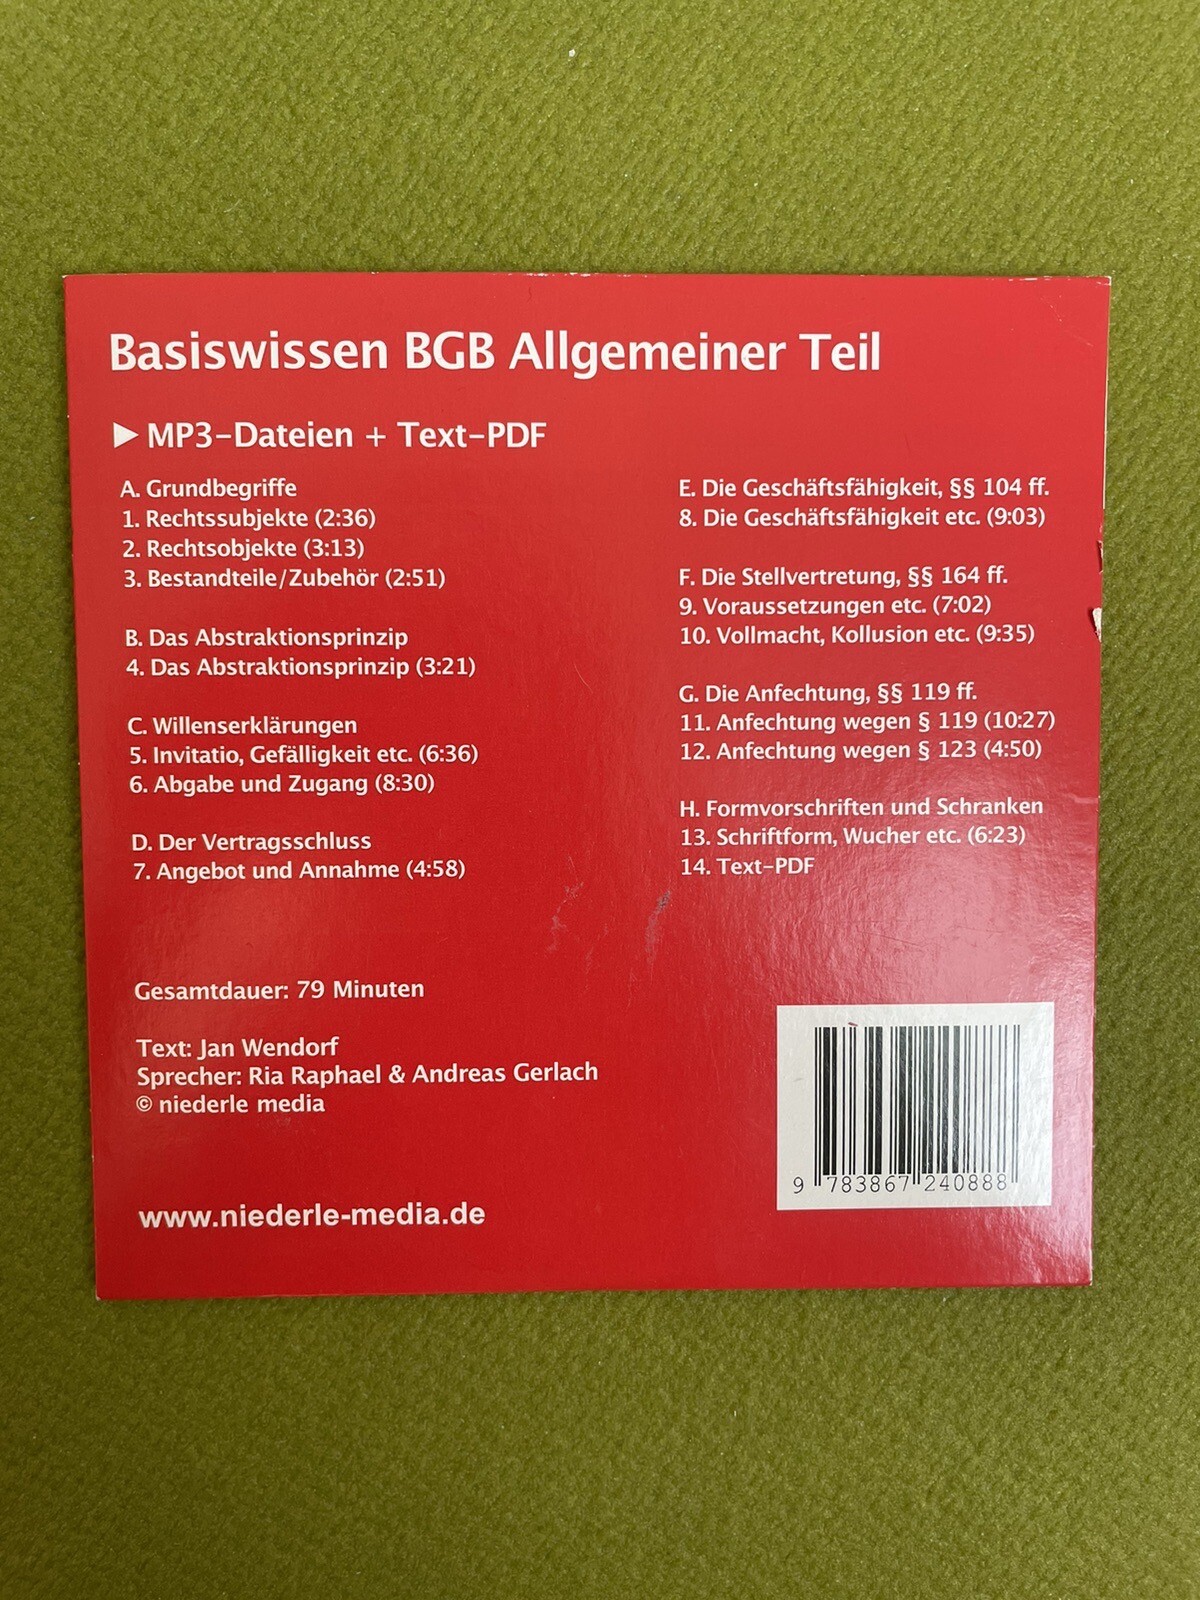 Basiswissen BGB Allgemeiner Teil
▶ MP3-Dateien + Text-PDF
A. Grundbegriffe
1. Rechtssubjekte (2:36)
2. Rechtsobjekte (3:13)
3. Bestandteile/Zubehör (2:51)
B. Das Abstraktionsprinzip
4. Das Abstraktionsprinzip (3:21)
C. Willenserklärungen
5. Invitatio, Gefälligkeit etc. (6:36)
6. Abgabe und Zugang (8:30)
D. Der Vertragsschluss
7. Angebot und Annahme (4:58)
E. Die Geschäftsfähigkeit, §§ 104 ff.
8. Die Geschäftsfähigkeit etc. (9:03)
F. Die Stellvertretung, §§ 164 ff.
9. Voraussetzungen etc. (7:02)
10. Vollmacht, Kollusion etc. (9:35)
G. Die Anfechtung, §§ 119 ff.
11. Anfechtung wegen § 119 (10:27)
12. Anfechtung wegen § 123 (4:50)
H. Formvorschriften und Schranken
13. Schriftform, Wucher etc. (6:23)
14. Text-PDF
Gesamtdauer: 79 Minuten
Text: Jan Wendorf
Sprecher: Ria Raphael & Andreas Gerlach
© niederle media
www.niederle-media.de
9 783867 240888